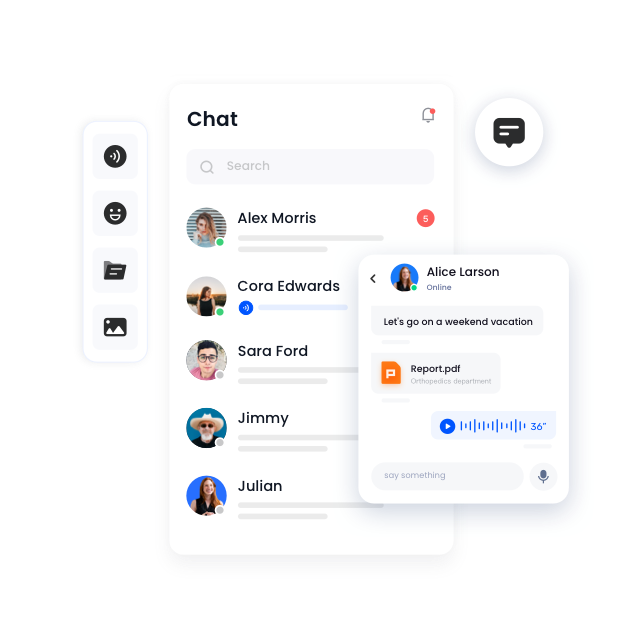 Chat
Search
Alex Morris
5
Cora Edwards
Sara Ford
Jimmy
Julian
Alice Larson
Online
Let's go on a weekend vacation
Report.pdf
Orthopedics department
36"
say something